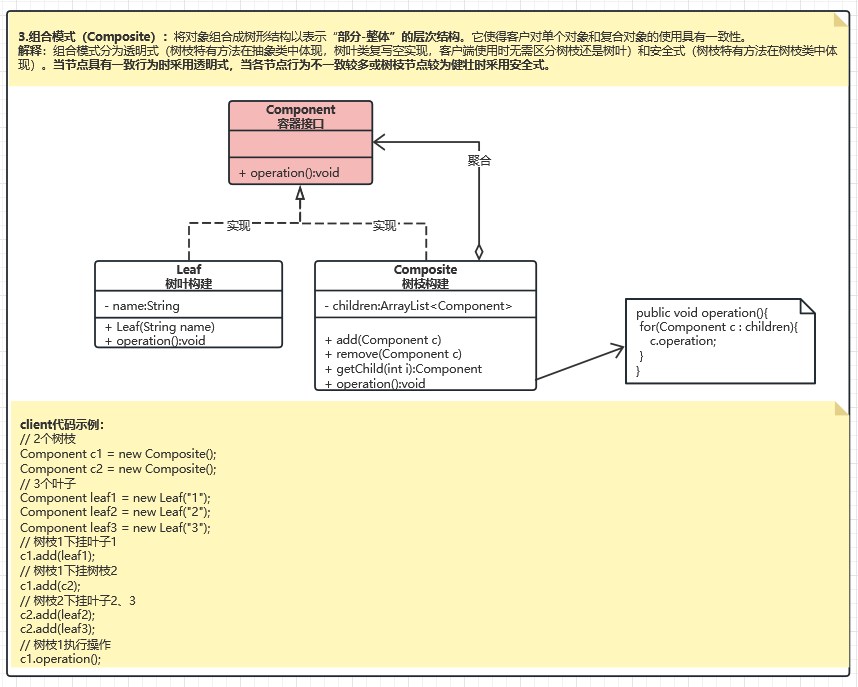 3.组合模式（Composite）：将对象组合成树形结构以表示“部分-整体”的层次结构。它使得客户对单个对象和复合对象的使用具有一致性。
解释：组合模式分为透明式（树枝特有方法在抽象类中体现，树叶类复写空实现，客户端使用时无需区分树枝还是树叶）和安全式（树枝特有方法在树枝类中体
现）。当节点具有一致行为时采用透明式，当各节点行为不一致较多或树枝节点较为健壮时采用安全式。
Component
容器接口
+ operation():void
聚合
实现
实现
Leaf
树叶构建
- name:String
+ Leaf(String name)
+ operation():void
Composite
树枝构建
- children:ArrayList<Component>
+ add(Component c)
+ remove(Component c)
+ getChild(int i):Component
+ operation():void
public void operation(){
for(Component c : children){
c.operation;
}
}
client代码示例：
// 2个树枝
Component c1 = new Composite();
Component c2 = new Composite();
// 3个叶子
Component leaf1 = new Leaf("1");
Component leaf2 = new Leaf("2");
Component leaf3 = new Leaf("3");
// 树枝1下挂叶子1
c1.add(leaf1);
// 树枝1下挂树枝2
c1.add(c2);
// 树枝2下挂叶子2、3
c2.add(leaf2);
c2.add(leaf3);
// 树枝1执行操作
c1.operation();